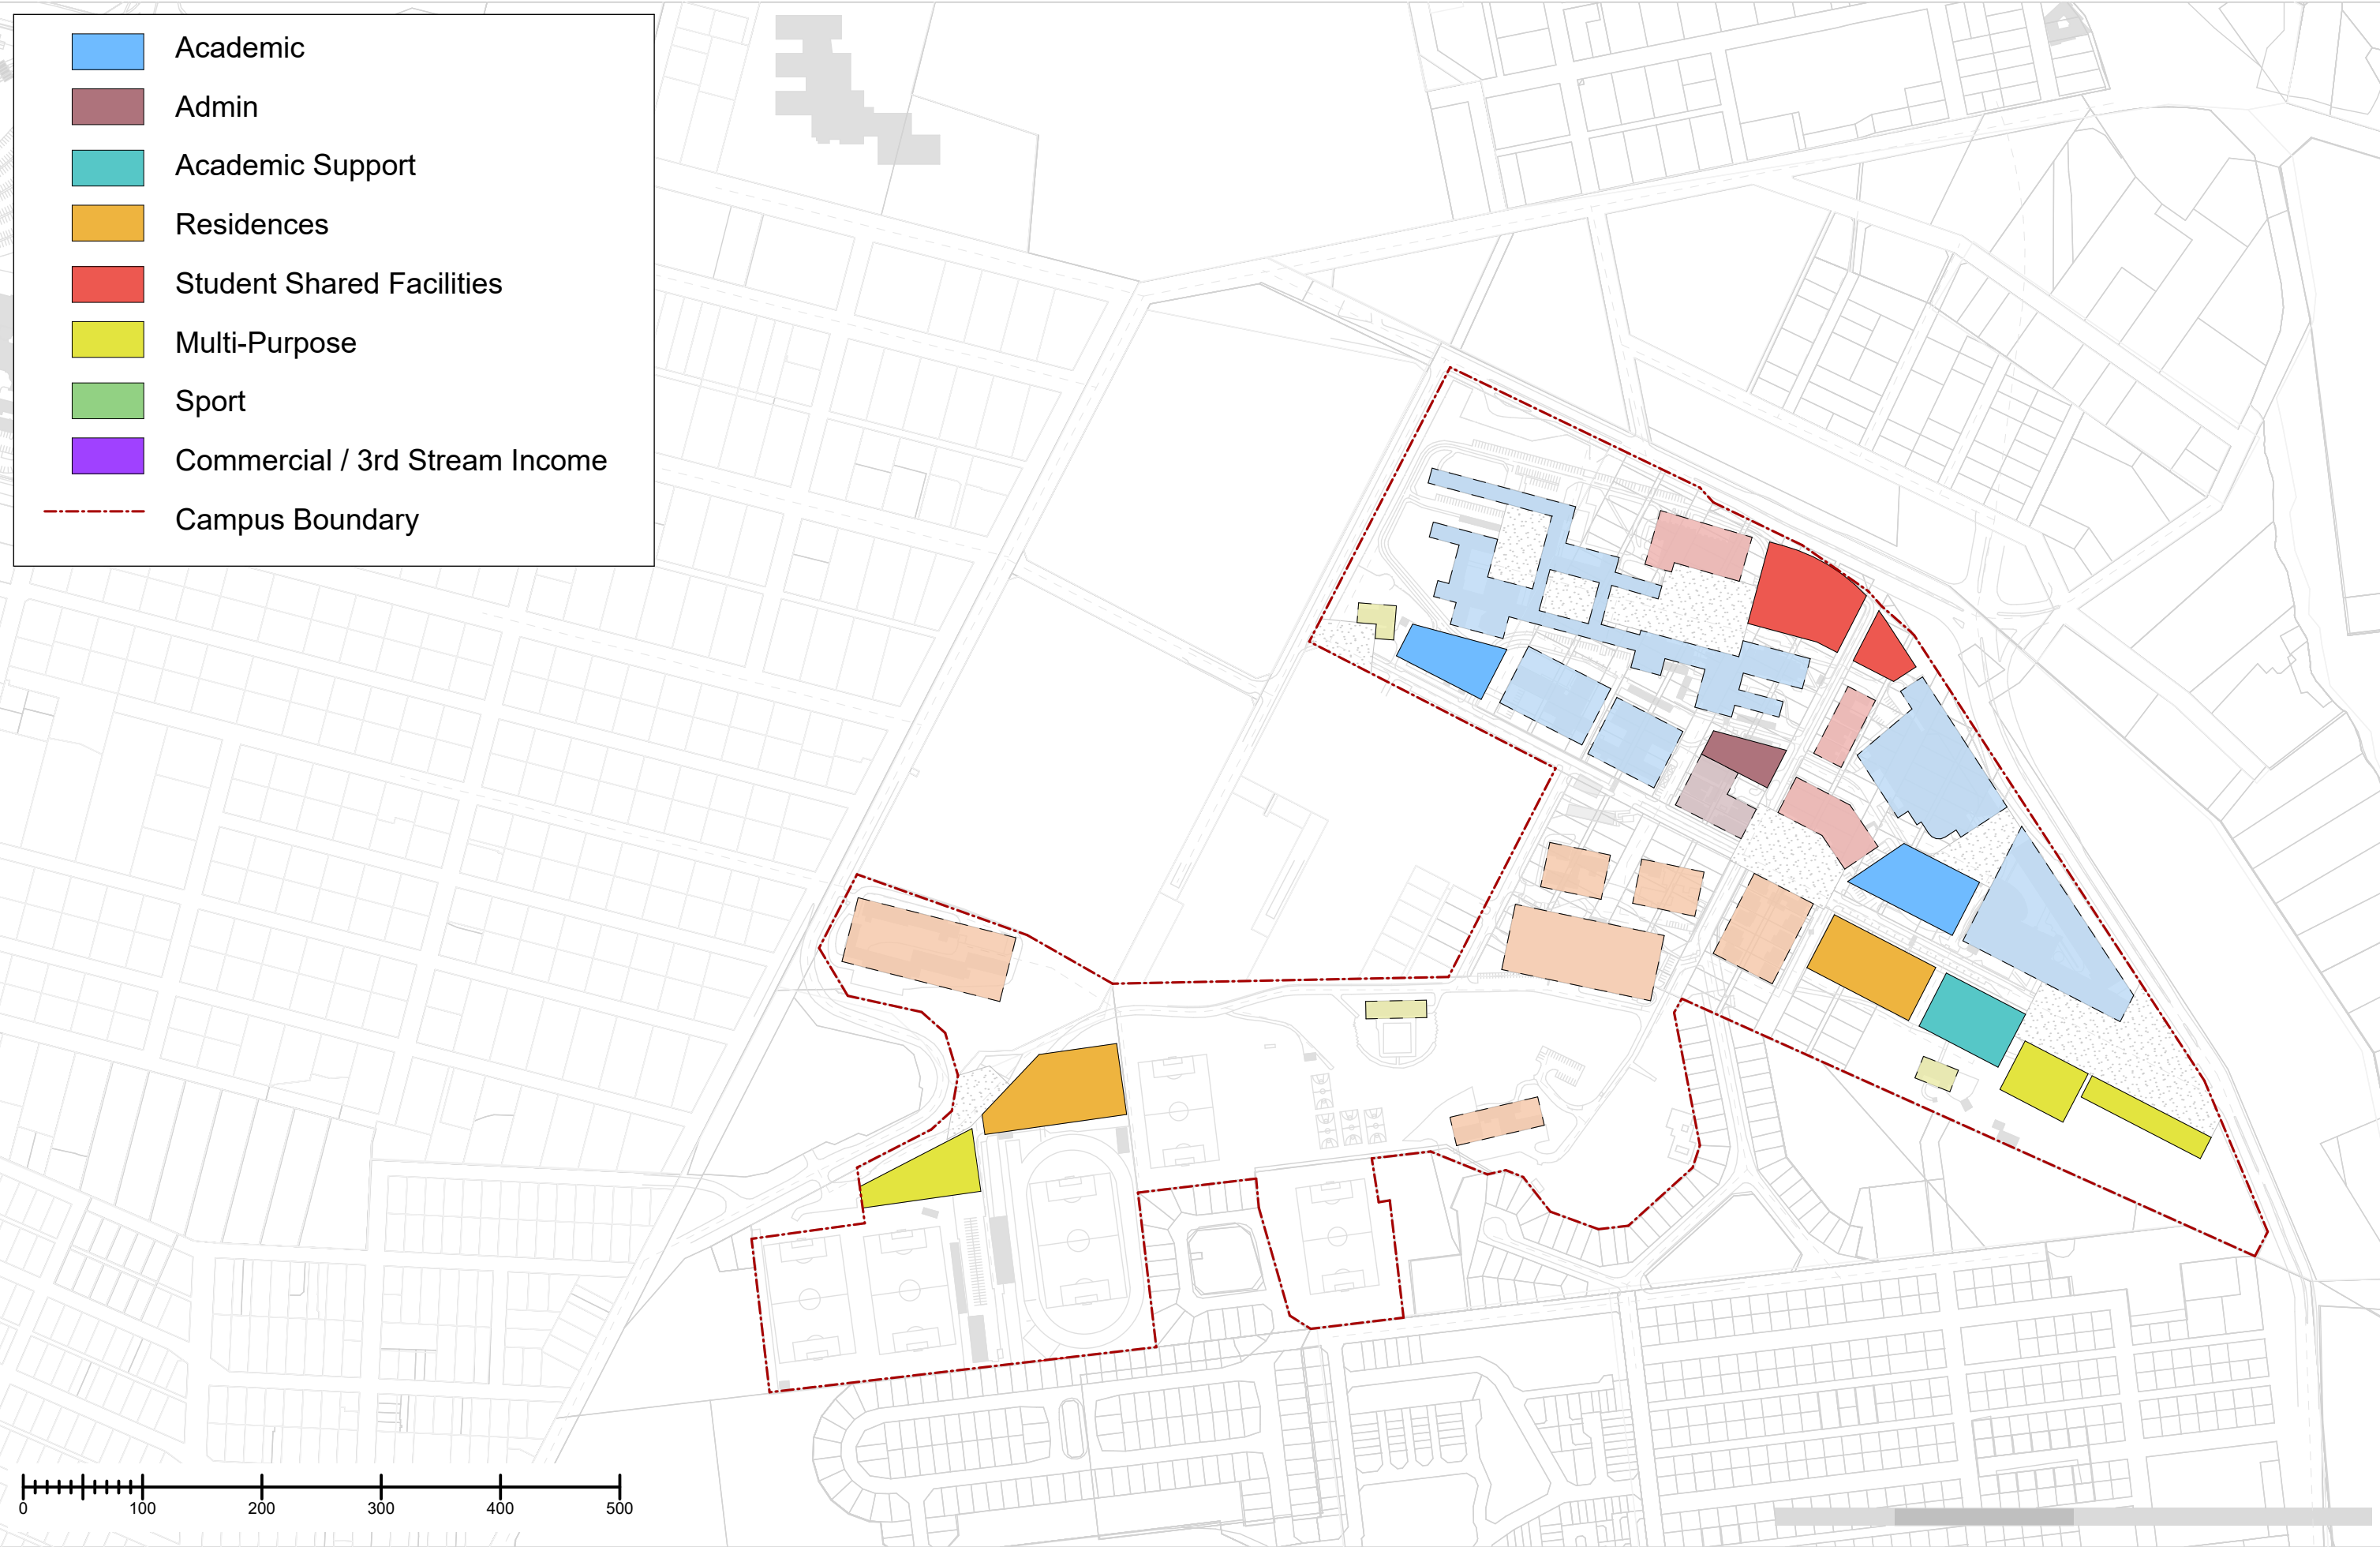 Academic
Admin
Academic Support
Residences
Student Shared Facilities
Multi-Purpose
Sport
Commercial / 3rd Stream Income
Campus Boundary
0 100 200 300 400 500